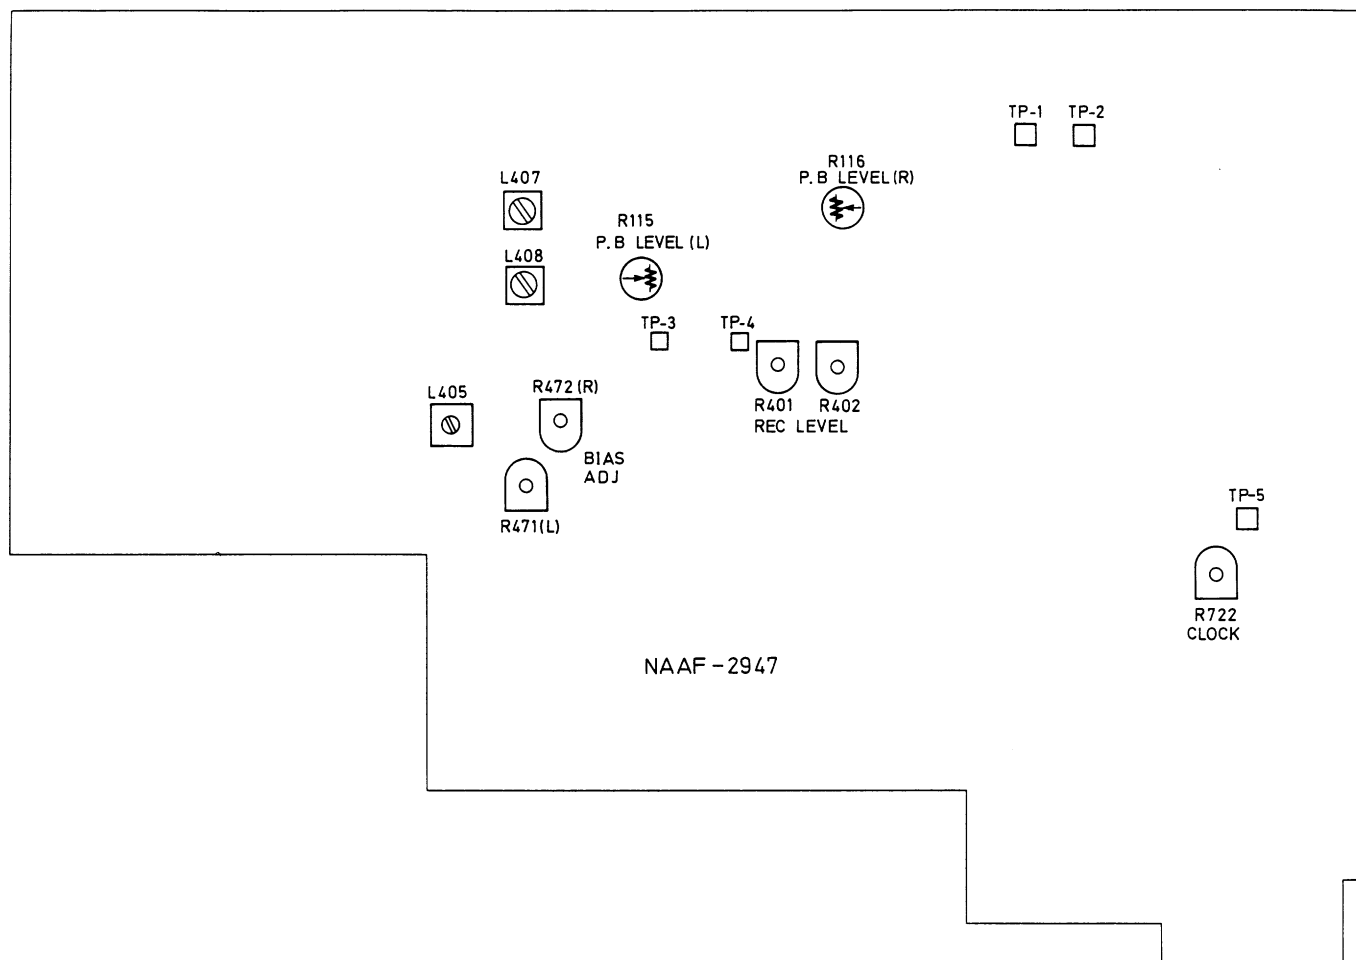 TP-1 TP-2
R116
P.B LEVEL(R)
L407
R115
P.B LEVEL(L)
L408
TP-3 TP-4
L405
R472(R)
R401 R402
REC LEVEL
BIAS
ADJ
R471(L)
TP-5
R722
CLOCK
NAAF-2947